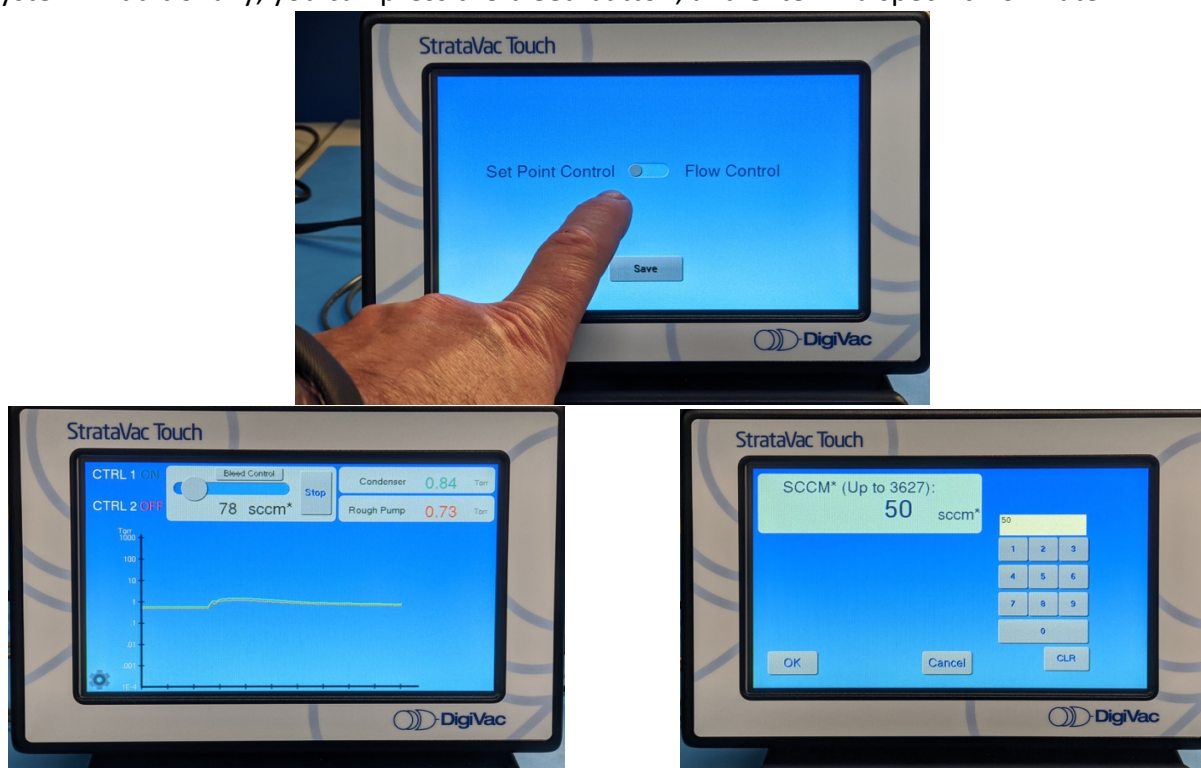 StrataVac Touch
Set Point Control Flow Control
Save
DigiVac
StrataVac Touch
CTRL 1 ON
Bleed Control
Stop
Condenser 0.84 Torr
CTRL 2 OFF
78 sccm*
Rough Pump 0.73 Torr
Torr
1000
100
10
1
.1
.01
.001
1E-4
DigiVac
StrataVac Touch
SCCM* (Up to 3627):
50 sccm*
50
1 2 3
4 5 6
7 8 9
0
OK Cancel CLR
DigiVac